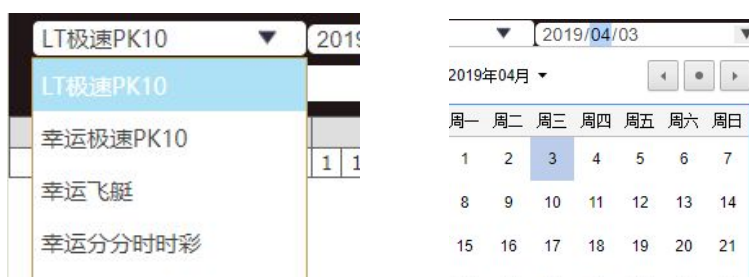 LT极速PK10
2019
LT极速PK10
幸运极速PK10
1 1
幸运飞艇
幸运分分时时彩
2019/04/03
2019年04月
周一 周二 周三 周四 周五 周六 周日
1 2 3 4 5 6 7
8 9 10 11 12 13 14
15 16 17 18 19 20 21